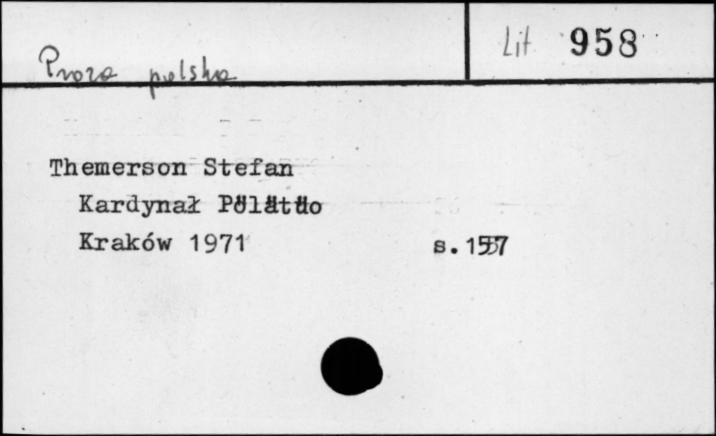 Lit 958
Proza polska
Themerson Stefan
Kardynał Pölätüo
Kraków 1971 s.157